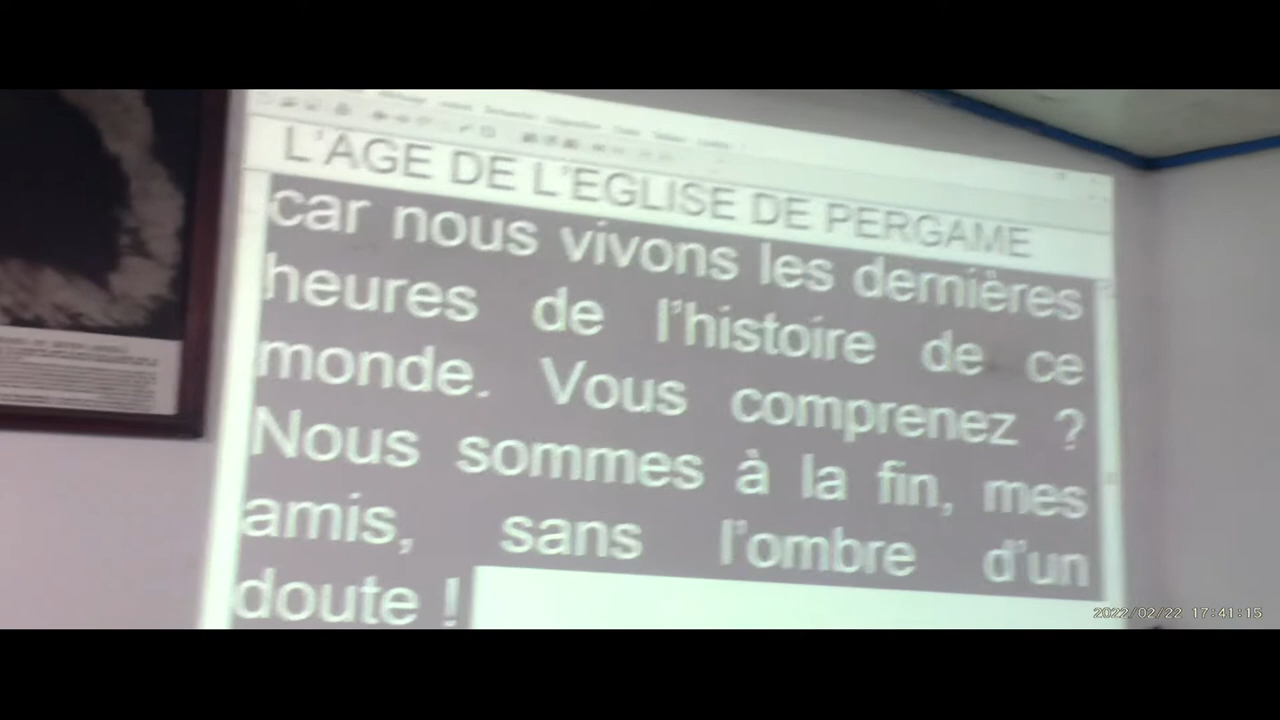 L'AGE DE L'EGLISE DE PERGAME
car nous vivons les dernières
heures de l'histoire de ce
monde. Vous comprenez ?
Nous sommes à la fin, mes
amis, sans l'ombre d'un
doute !
2022/02/22 17:41:15